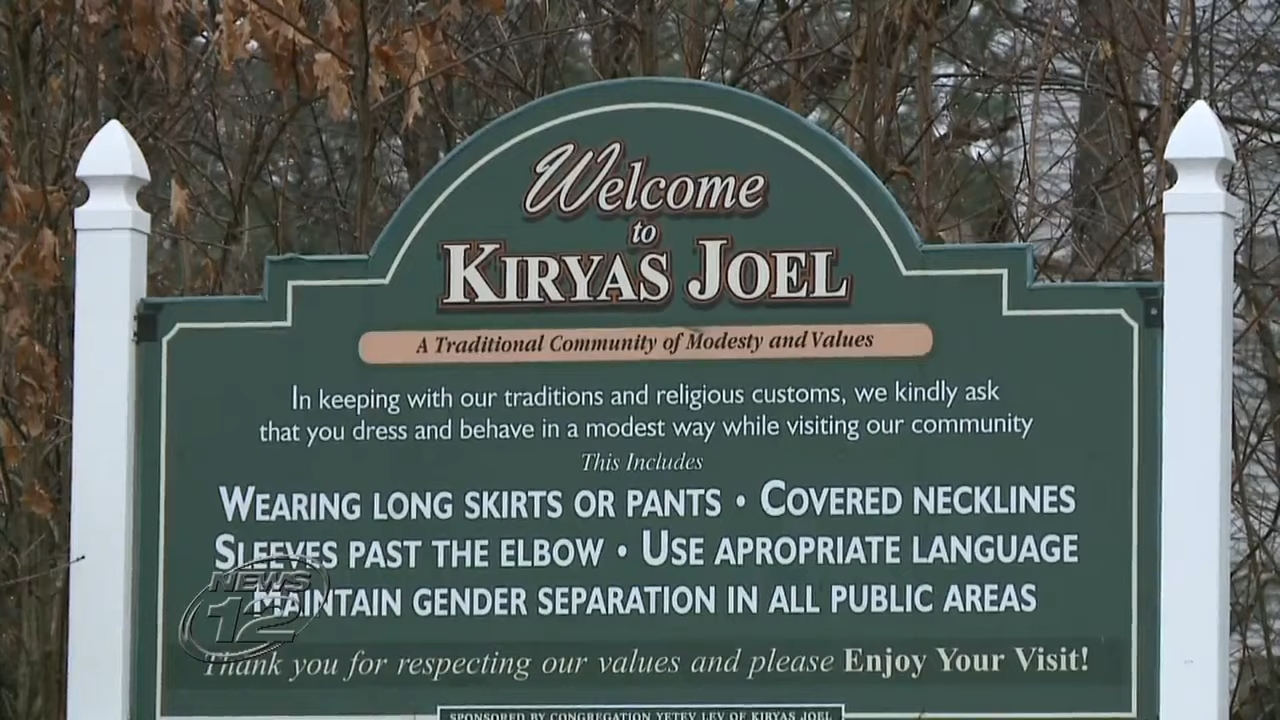 Welcome
to
KIRYAS JOEL
A Traditional Community of Modesty and Values
In keeping with our traditions and religious customs, we kindly ask
that you dress and behave in a modest way while visiting our community
This Includes
WEARING LONG SKIRTS OR PANTS • COVERED NECKLINES
SLEEVES PAST THE ELBOW • USE APROPRIATE LANGUAGE
MAINTAIN GENDER SEPARATION IN ALL PUBLIC AREAS
NEWS
12
Thank you for respecting our values and please Enjoy Your Visit!
SPONSORED BY CONGREGATION YETEV LEV OF KIRYAS JOEL